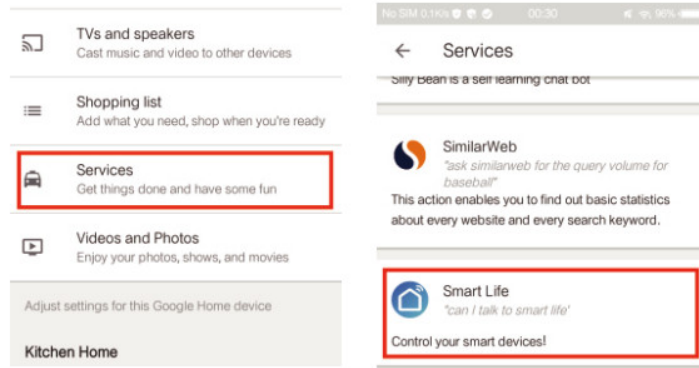 TVs and speakers
Cast music and video to other devices
Shopping list
Add what you need, shop when you're ready
Services
Get things done and have some fun
Videos and Photos
Enjoy your photos, shows, and movies
Adjust settings for this Google Home device
Kitchen Home
No SIM 0.1K/s 00:30 96%
Services
Silly Bean is a self learning chat bot
SimilarWeb
"ask similarweb for the query volume for
baseball"
This action enables you to find out basic statistics
about every website and every search keyword.
Smart Life
"can I talk to smart life'
Control your smart devices!